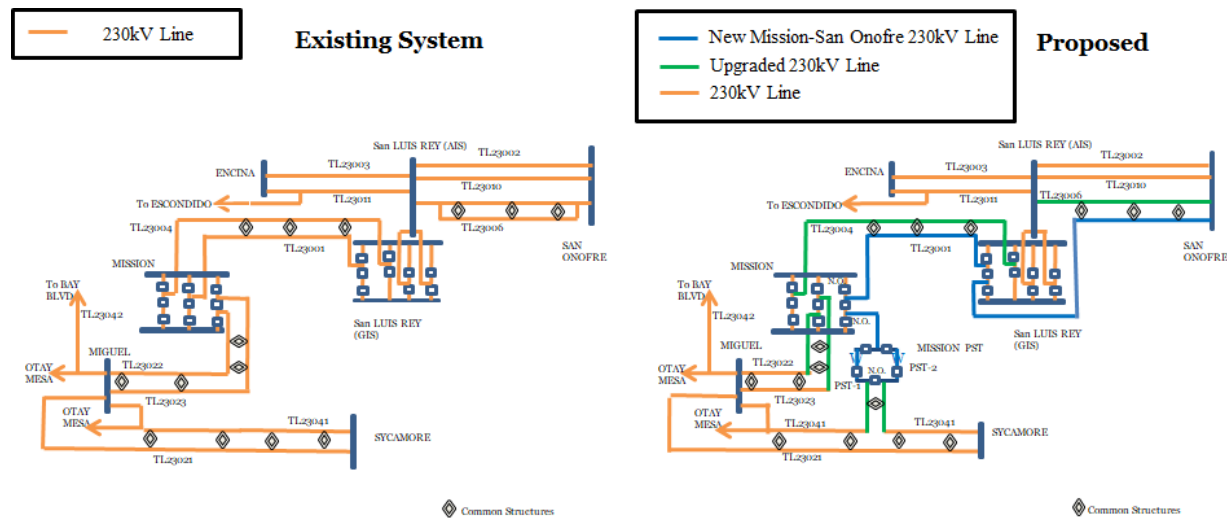 230kV Line
Existing System
San LUIS REY (AIS)
TL23002
TL23003
ENCINA
TL23010
TL23011
To ESCONDIDO
TL23004
TL23006
TL23001
SAN
ONOFRE
MISSION
To BAY
BLVD
TL23042
San LUIS REY
(GIS)
MIGUEL
TL23022
OTAY
MESA
TL23023
OTAY
MESA
TL23041
SYCAMORE
TL23021
Common Structures
New Mission-San Onofre 230kV Line
Upgraded 230kV Line
230kV Line
Proposed
San LUIS REY (AIS)
TL23002
TL23003
ENCINA
TL23010
TL23011
TL23006
To ESCONDIDO
TL23004
TL23001
SAN
ONOFRE
MISSION
N.O.
To BAY
BLVD
TL23042
N.O.
San LUIS REY
(GIS)
MISSION PST
MIGUEL
TL23022
PST-2
N.O.
PST-1
OTAY
MESA
TL23023
OTAY
MESA
TL23041
TL23041
SYCAMORE
TL23021
Common Structures